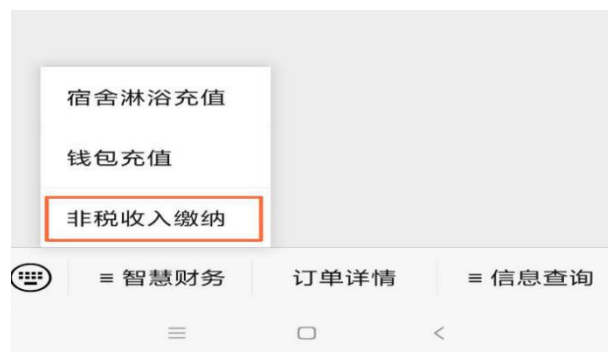 宿舍淋浴充值
钱包充值
非税收入缴纳
≡ 智慧财务 订单详情 ≡ 信息查询